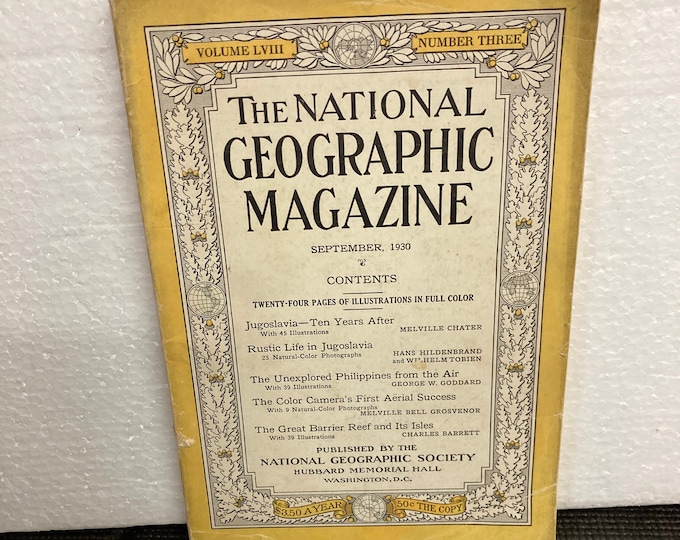 VOLUME LVIII NUMBER THREE
THE NATIONAL
GEOGRAPHIC
MAGAZINE
SEPTEMBER, 1930
CONTENTS
TWENTY-FOUR PAGES OF ILLUSTRATIONS IN FULL COLOR
Jugoslavia—Ten Years After
With 45 Illustrations MELVILLE CHATER
Rustic Life in Jugoslavia
25 Natural-Color Photographs HANS HILDENBRAND
and WILHELM TOBIEN
The Unexplored Philippines from the Air
With 39 Illustrations GEORGE W. GODDARD
The Color Camera's First Aerial Success
With 9 Natural-Color Photographs MELVILLE BELL GROSVENOR
The Great Barrier Reef and Its Isles
With 39 Illustrations CHARLES BARRETT
PUBLISHED BY THE
NATIONAL GEOGRAPHIC SOCIETY
HUBBARD MEMORIAL HALL
WASHINGTON, D.C.
$3.50 A YEAR 50¢ THE COPY